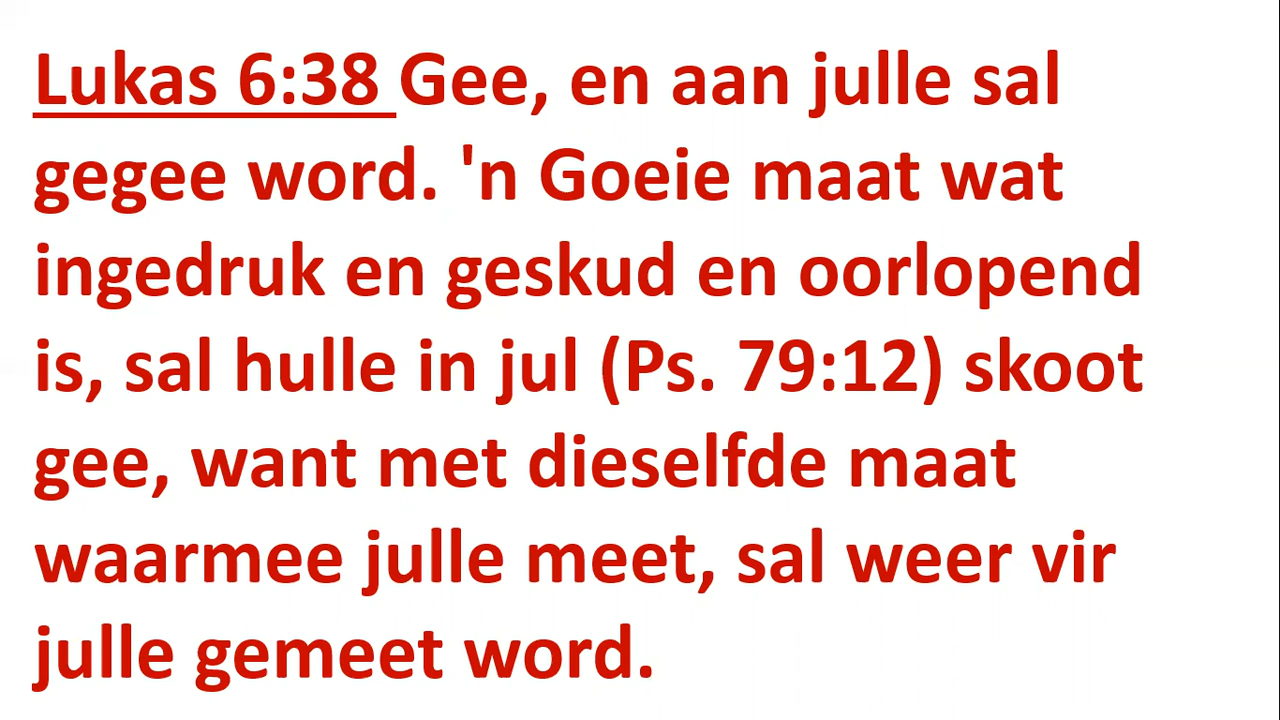 Lukas 6:38 Gee, en aan julle sal
gegee word. 'n Goeie maat wat
ingedruk en geskud en oorlopend
is, sal hulle in jul (Ps. 79:12) skoot
gee, want met dieselfde maat
waarmee julle meet, sal weer vir
julle gemeet word.